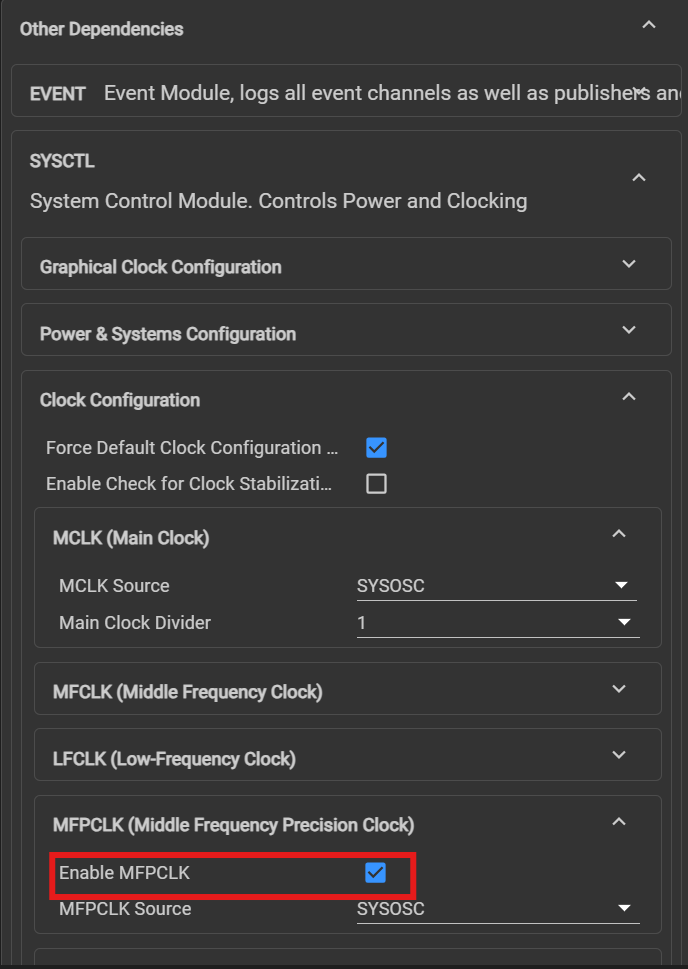 Other Dependencies
EVENT Event Module, logs all event channels as well as publishers an
SYSCTL
System Control Module. Controls Power and Clocking
Graphical Clock Configuration
Power & Systems Configuration
Clock Configuration
Force Default Clock Configuration ...
Enable Check for Clock Stabilizati...
MCLK (Main Clock)
MCLK Source SYSOSC
Main Clock Divider 1
MFCLK (Middle Frequency Clock)
LFCLK (Low-Frequency Clock)
MFPCLK (Middle Frequency Precision Clock)
Enable MFPCLK
MFPCLK Source SYSOSC